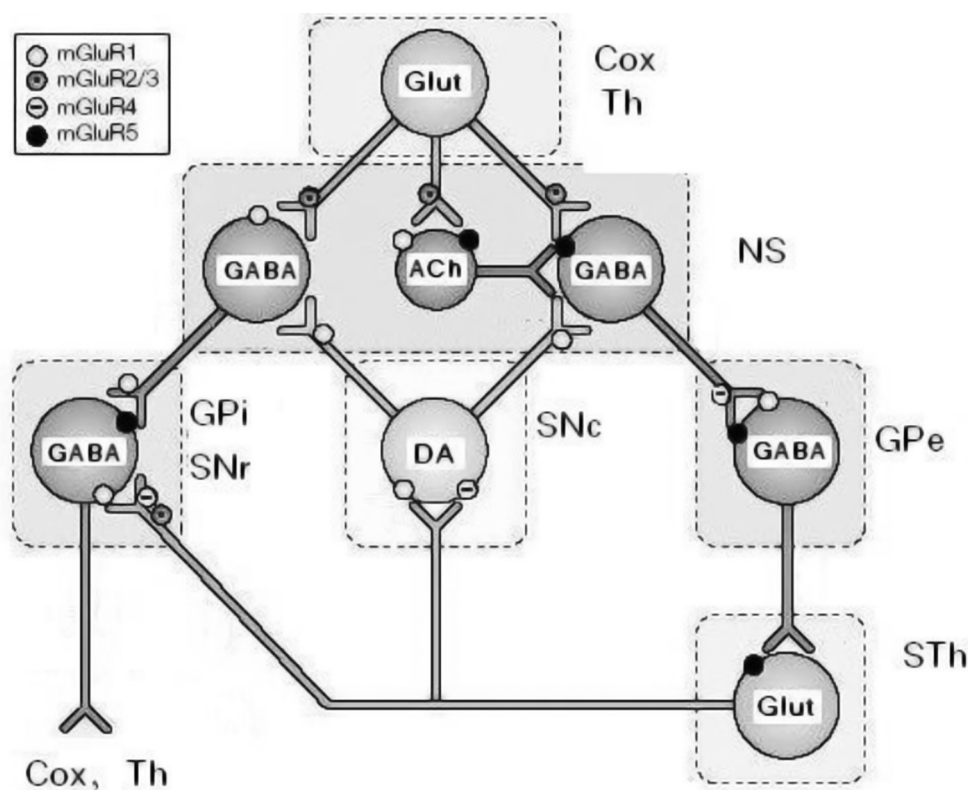 mGluR1
mGluR2/3
mGluR4
mGluR5
Glut
Cox
Th
GABA
ACh
GABA
NS
GABA
GPi
SNr
DA
SNc
GABA
GPe
Glut
STh
Cox, Th